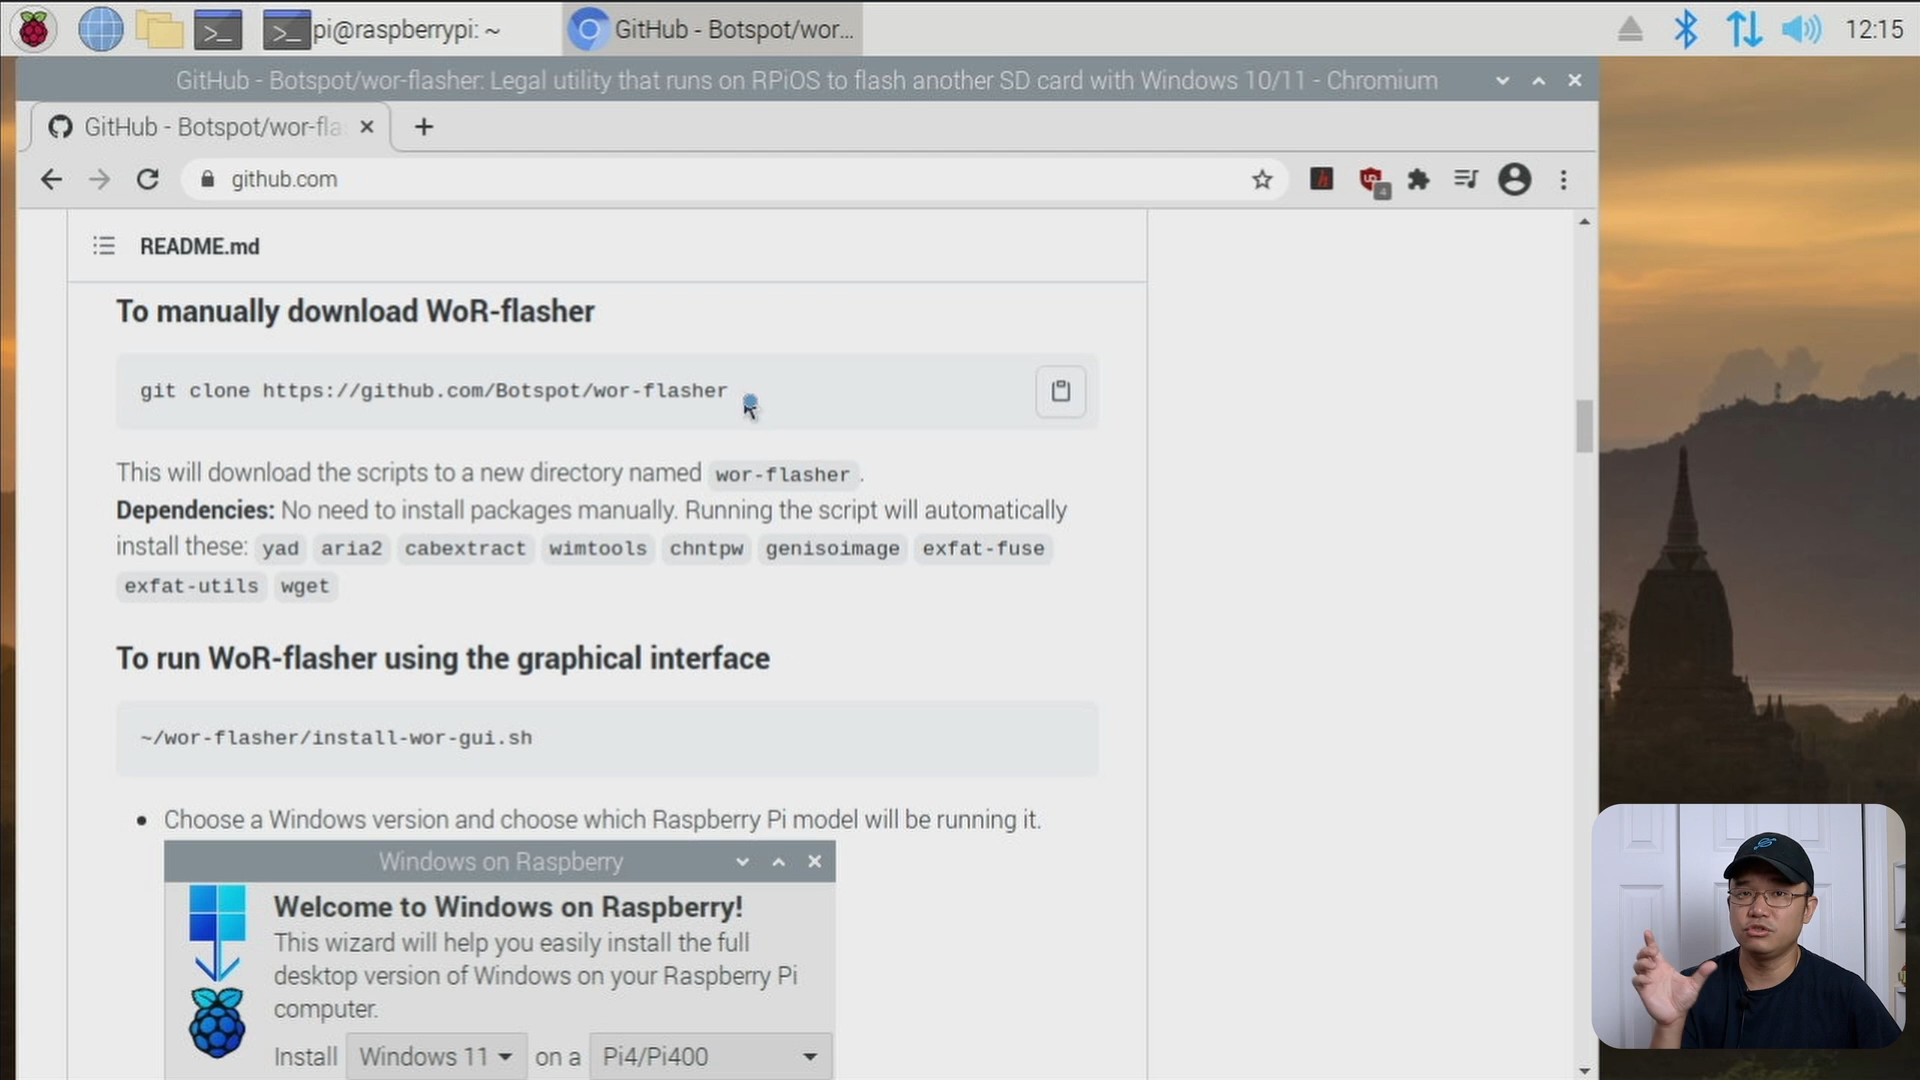 pi@raspberrypi: ~
GitHub - Botspot/wor...
12:15
GitHub - Botspot/wor-flasher: Legal utility that runs on RPiOS to flash another SD card with Windows 10/11 - Chromium
GitHub - Botspot/wor-fla
github.com
4
README.md
To manually download WoR-flasher
git clone https://github.com/Botspot/wor-flasher
This will download the scripts to a new directory named wor-flasher.
Dependencies: No need to install packages manually. Running the script will automatically
install these: yad aria2 cabextract wimtools chntpw genisoimage exfat-fuse
exfat-utils wget
To run WoR-flasher using the graphical interface
~/wor-flasher/install-wor-gui.sh
Choose a Windows version and choose which Raspberry Pi model will be running it.
Windows on Raspberry
Welcome to Windows on Raspberry!
This wizard will help you easily install the full
desktop version of Windows on your Raspberry Pi
computer.
Install Windows 11 on a Pi4/Pi400